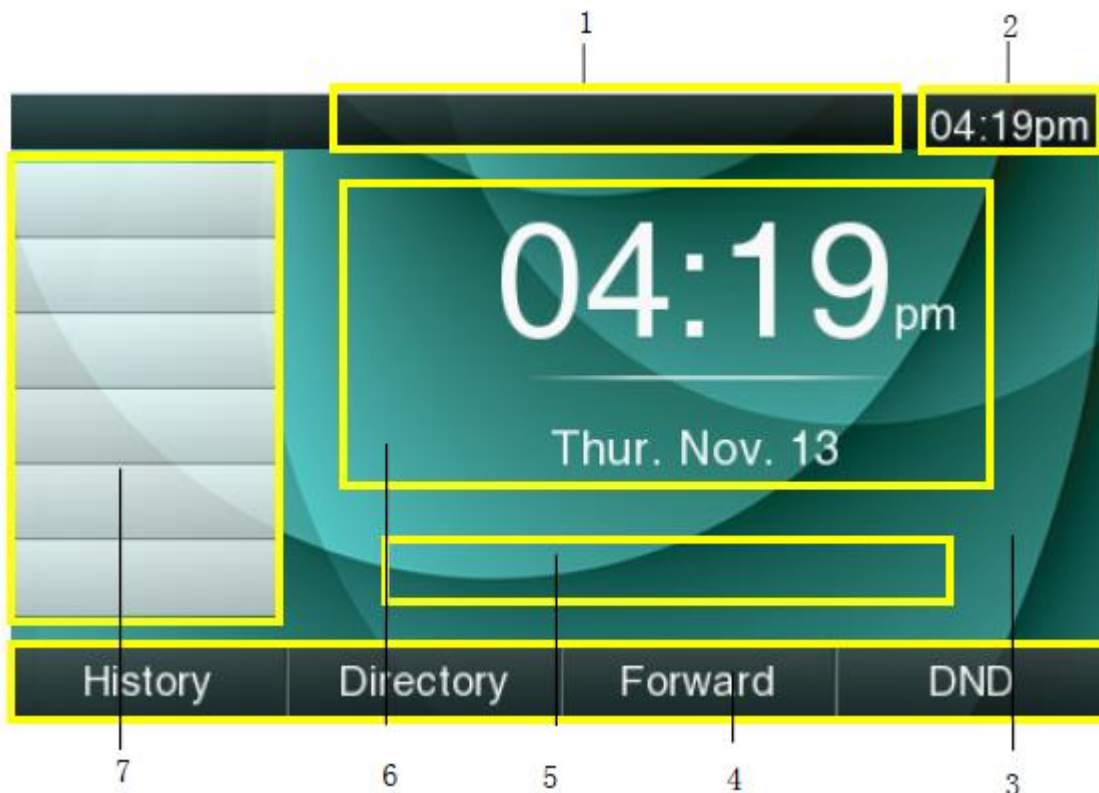 1 2
04:19pm
04:19pm
Thur. Nov. 13
History Directory Forward DND
7 6 5 4 3